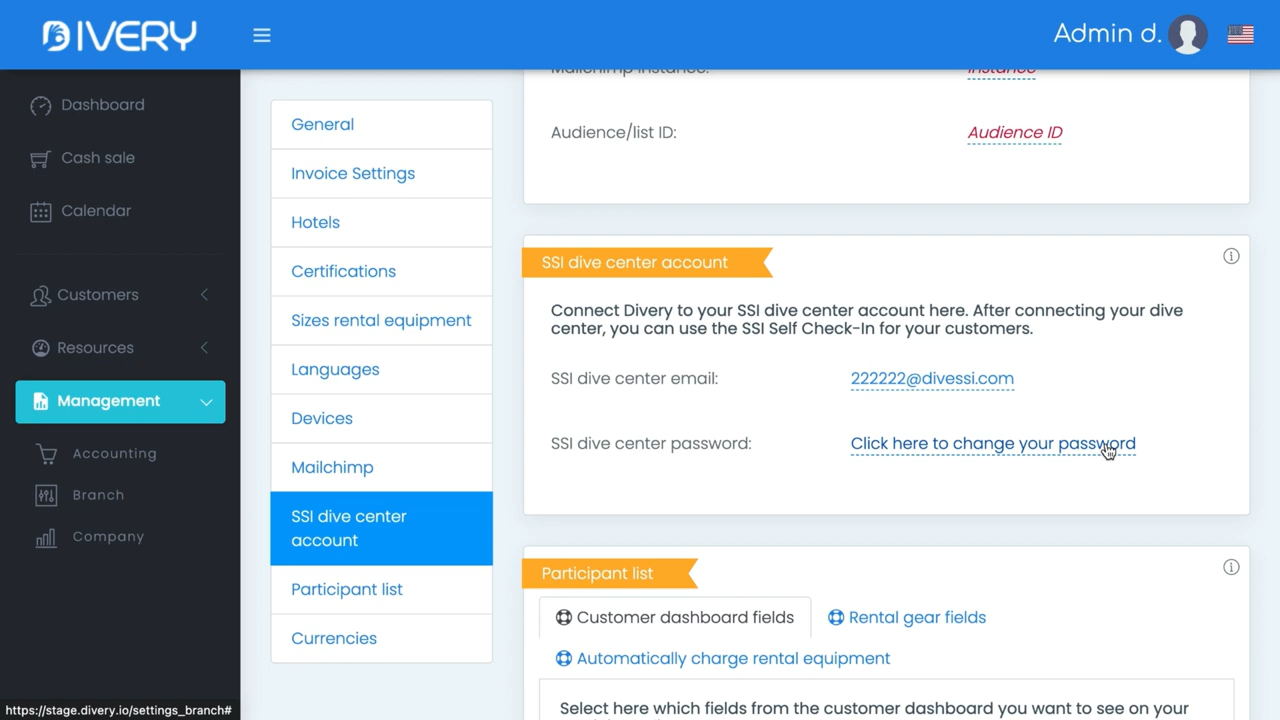 DIVERY
Admin d.
Dashboard
Cash sale
Calendar
Customers
Resources
Management
Accounting
Branch
Company
General
Invoice Settings
Hotels
Certifications
Sizes rental equipment
Languages
Devices
Mailchimp
SSI dive center
account
Participant list
Currencies
Mailchimp instance: Instance
Audience/list ID: Audience ID
SSI dive center account
Connect Divery to your SSI dive center account here. After connecting your dive
center, you can use the SSI Self Check-In for your customers.
SSI dive center email: 222222@divessi.com
SSI dive center password: Click here to change your password
Participant list
Customer dashboard fields Rental gear fields
Automatically charge rental equipment
Select here which fields from the customer dashboard you want to see on your
https://stage.divery.io/settings_branch#